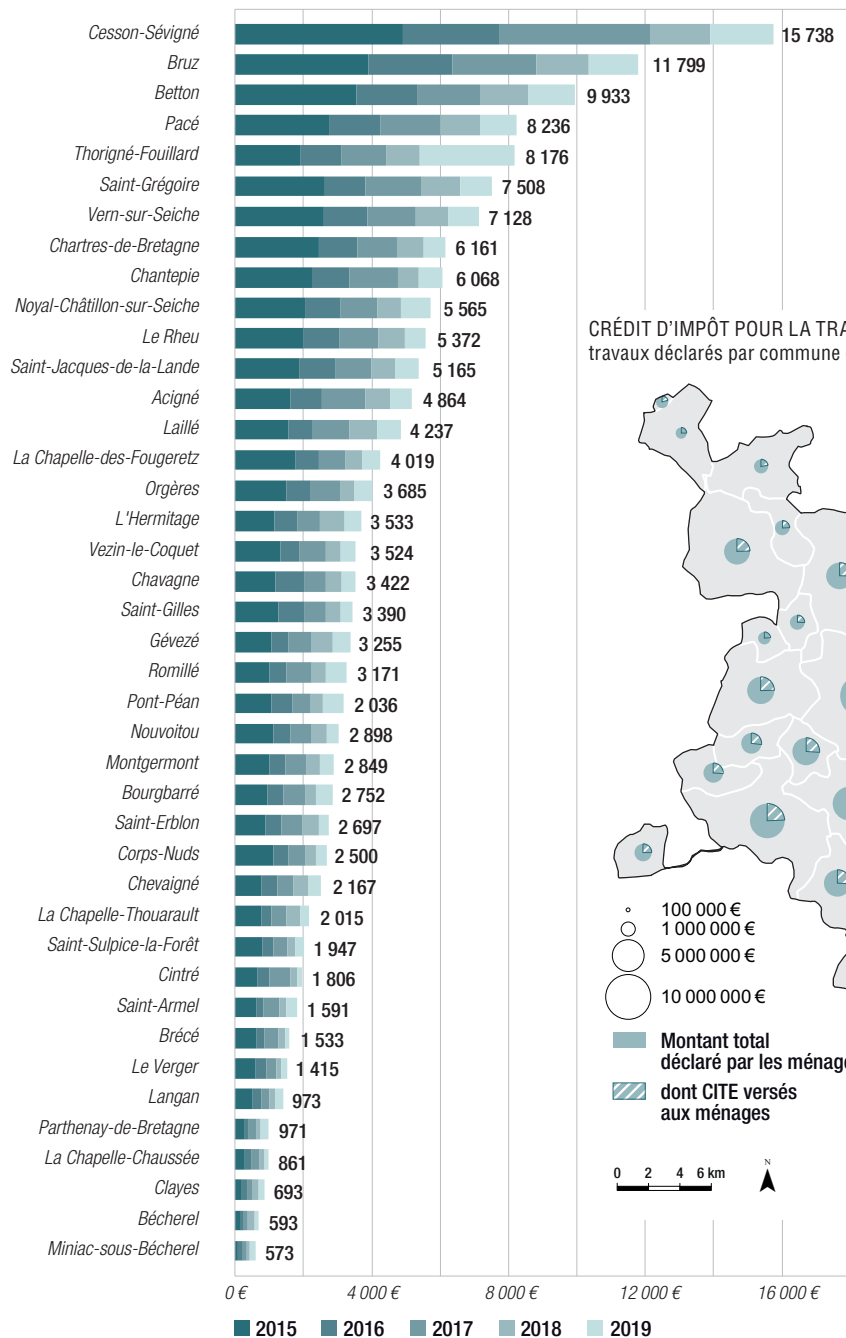 Cesson-Sévigné 15 738
Bruz 11 799
Betton 9 933
Pacé 8 236
Thorigné-Fouillard 8 176
Saint-Grégoire 7 508
Vern-sur-Seiche 7 128
Chartres-de-Bretagne 6 161
Chantepie 6 068
Noyal-Châtillon-sur-Seiche 5 565
Le Rheu 5 372
Saint-Jacques-de-la-Lande 5 165
Acigné 4 864
Laillé 4 237
La Chapelle-des-Fougeretz 4 019
Orgères 3 685
L'Hermitage 3 533
Vezin-le-Coquet 3 524
Chavagne 3 422
Saint-Gilles 3 390
Gévezé 3 255
Romillé 3 171
Pont-Péan 2 036
Nouvoitou 2 898
Montgermont 2 849
Bourgbarré 2 752
Saint-Erblon 2 697
Corps-Nuds 2 500
Chevaigné 2 167
La Chapelle-Thouarault 2 015
Saint-Sulpice-la-Forêt 1 947
Cintré 1 806
Saint-Armel 1 591
Brécé 1 533
Le Verger 1 415
Langan 973
Parthenay-de-Bretagne 971
La Chapelle-Chaussée 861
Clayes 693
Bécherel 593
Miniac-sous-Bécherel 573
0 € 4 000 € 8 000 € 12 000 € 16 000 €
2015 2016 2017 2018 2019
CRÉDIT D'IMPÔT POUR LA TRA
travaux déclarés par commune
100 000 €
1 000 000 €
5 000 000 €
10 000 000 €
Montant total
déclaré par les ménage
dont CITE versés
aux ménages
0 2 4 6 km
N